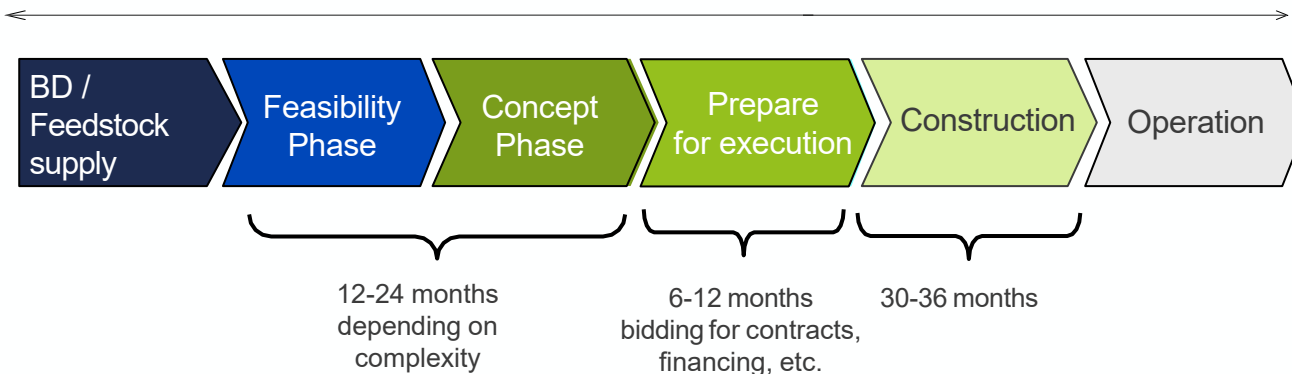 BD /
Feedstock
supply
Feasibility
Phase
Concept
Phase
Prepare
for execution
Construction
Operation
12-24 months
depending on
complexity
6-12 months
bidding for contracts,
financing, etc.
30-36 months